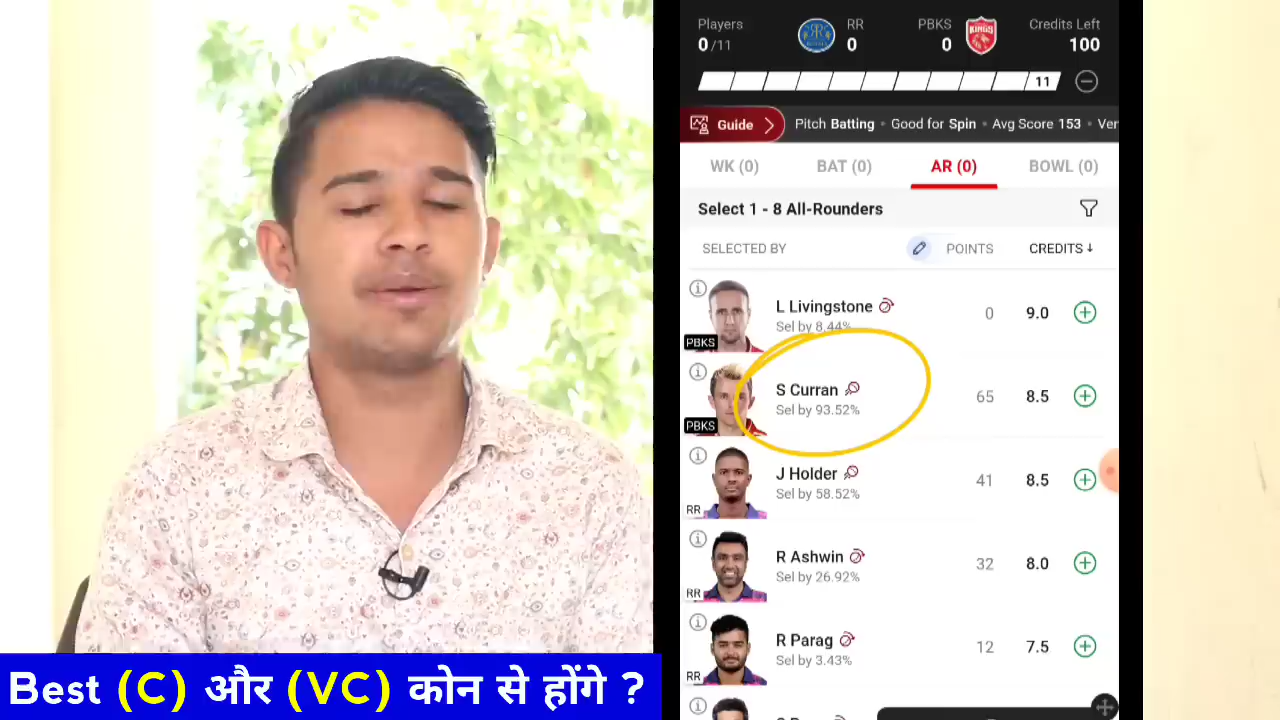 Players
0/11
RR
0
PBKS
0
Credits Left
100
11
Guide
Pitch Batting • Good for Spin • Avg Score 153 • Ver
WK (0)
BAT (0)
AR (0)
BOWL (0)
Select 1 - 8 All-Rounders
SELECTED BY
POINTS
CREDITS↓
L Livingstone
Sel by 8.44%
0
9.0
PBKS
S Curran
Sel by 93.52%
65
8.5
PBKS
J Holder
Sel by 58.52%
41
8.5
RR
R Ashwin
Sel by 26.92%
32
8.0
RR
R Parag
Sel by 3.43%
12
7.5
RR
Best (C) और (VC) कोन से होंगे ?